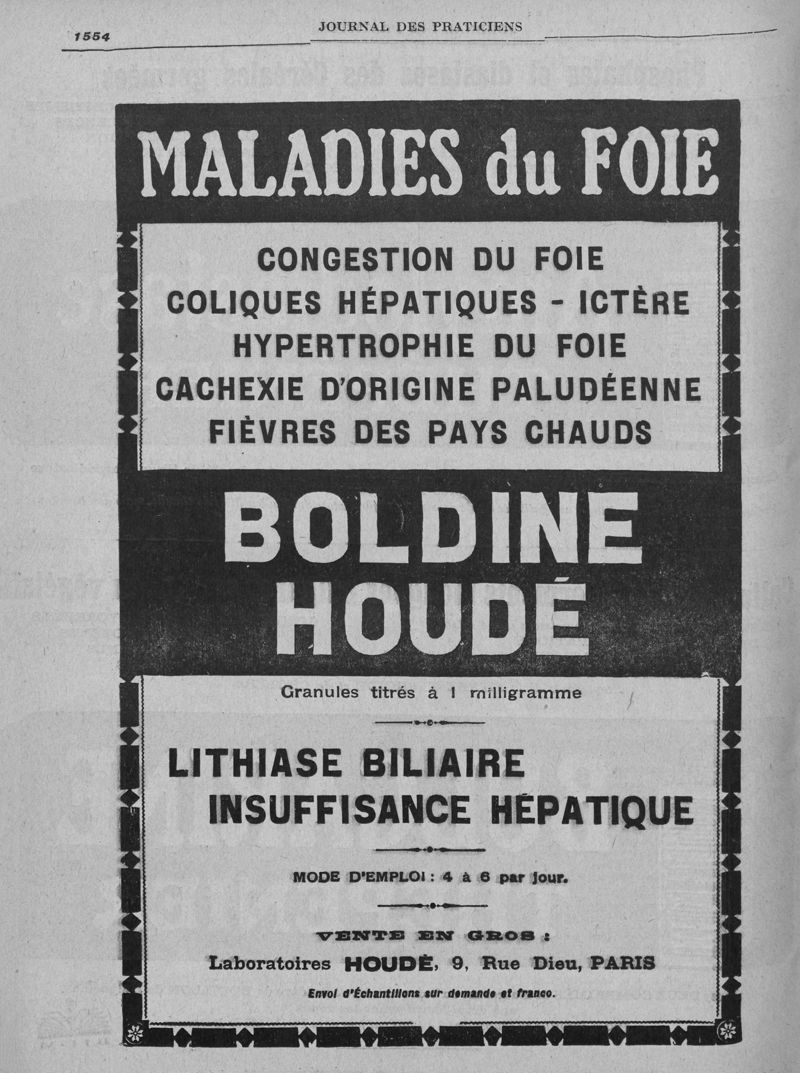 1554
JOURNAL DES PRATICIENS
MALADIES du FOIE
CONGESTION DU FOIE
COLIQUES HÉPATIQUES - ICTÈRE
HYPERTROPHIE DU FOIE
CACHEXIE D'ORIGINE PALUDÉENNE
FIÈVRES DES PAYS CHAUDS
BOLDINE
HOUDÉ
Granules titrés à 1 milligramme
LITHIASE BILIAIRE
INSUFFISANCE HÉPATIQUE
MODE D'EMPLOI : 4 à 6 par jour.
VENTE EN GROS :
Laboratoires HOUDÉ, 9, Rue Dieu, PARIS
Envoi d'Échantillons sur demande et franco.